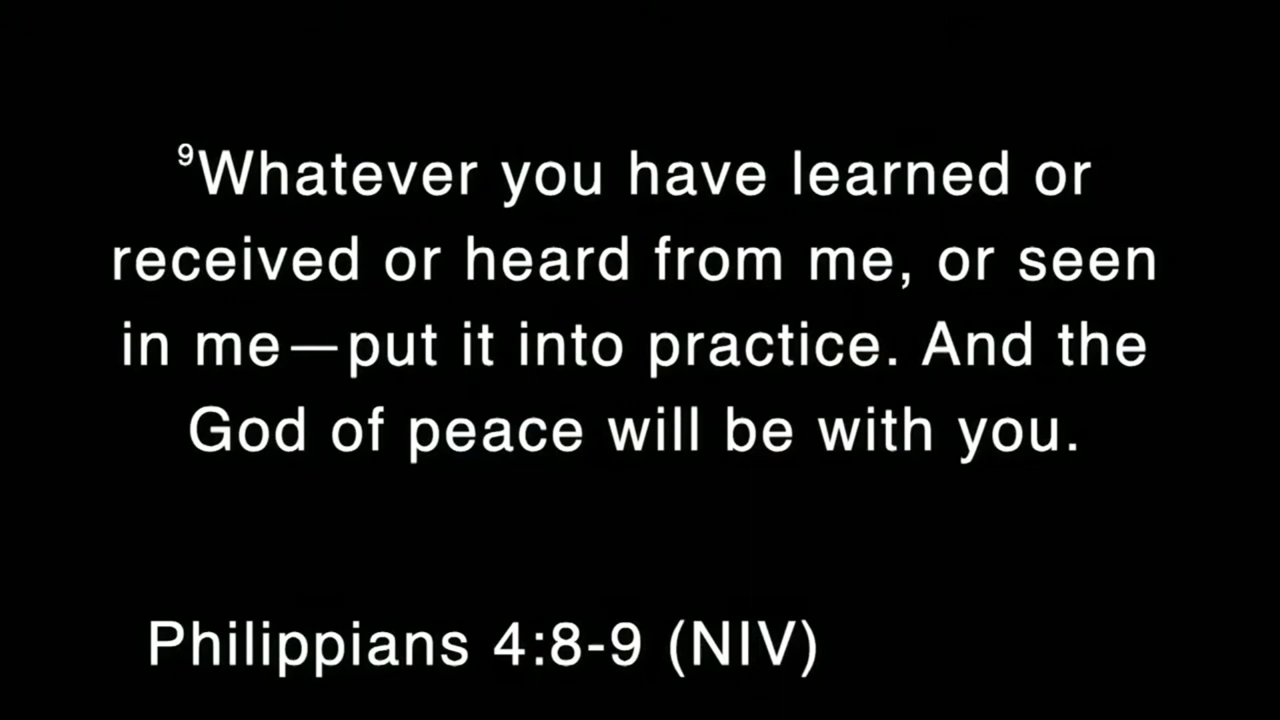 ⁹Whatever you have learned or
received or heard from me, or seen
in me—put it into practice. And the
God of peace will be with you.
Philippians 4:8-9 (NIV)